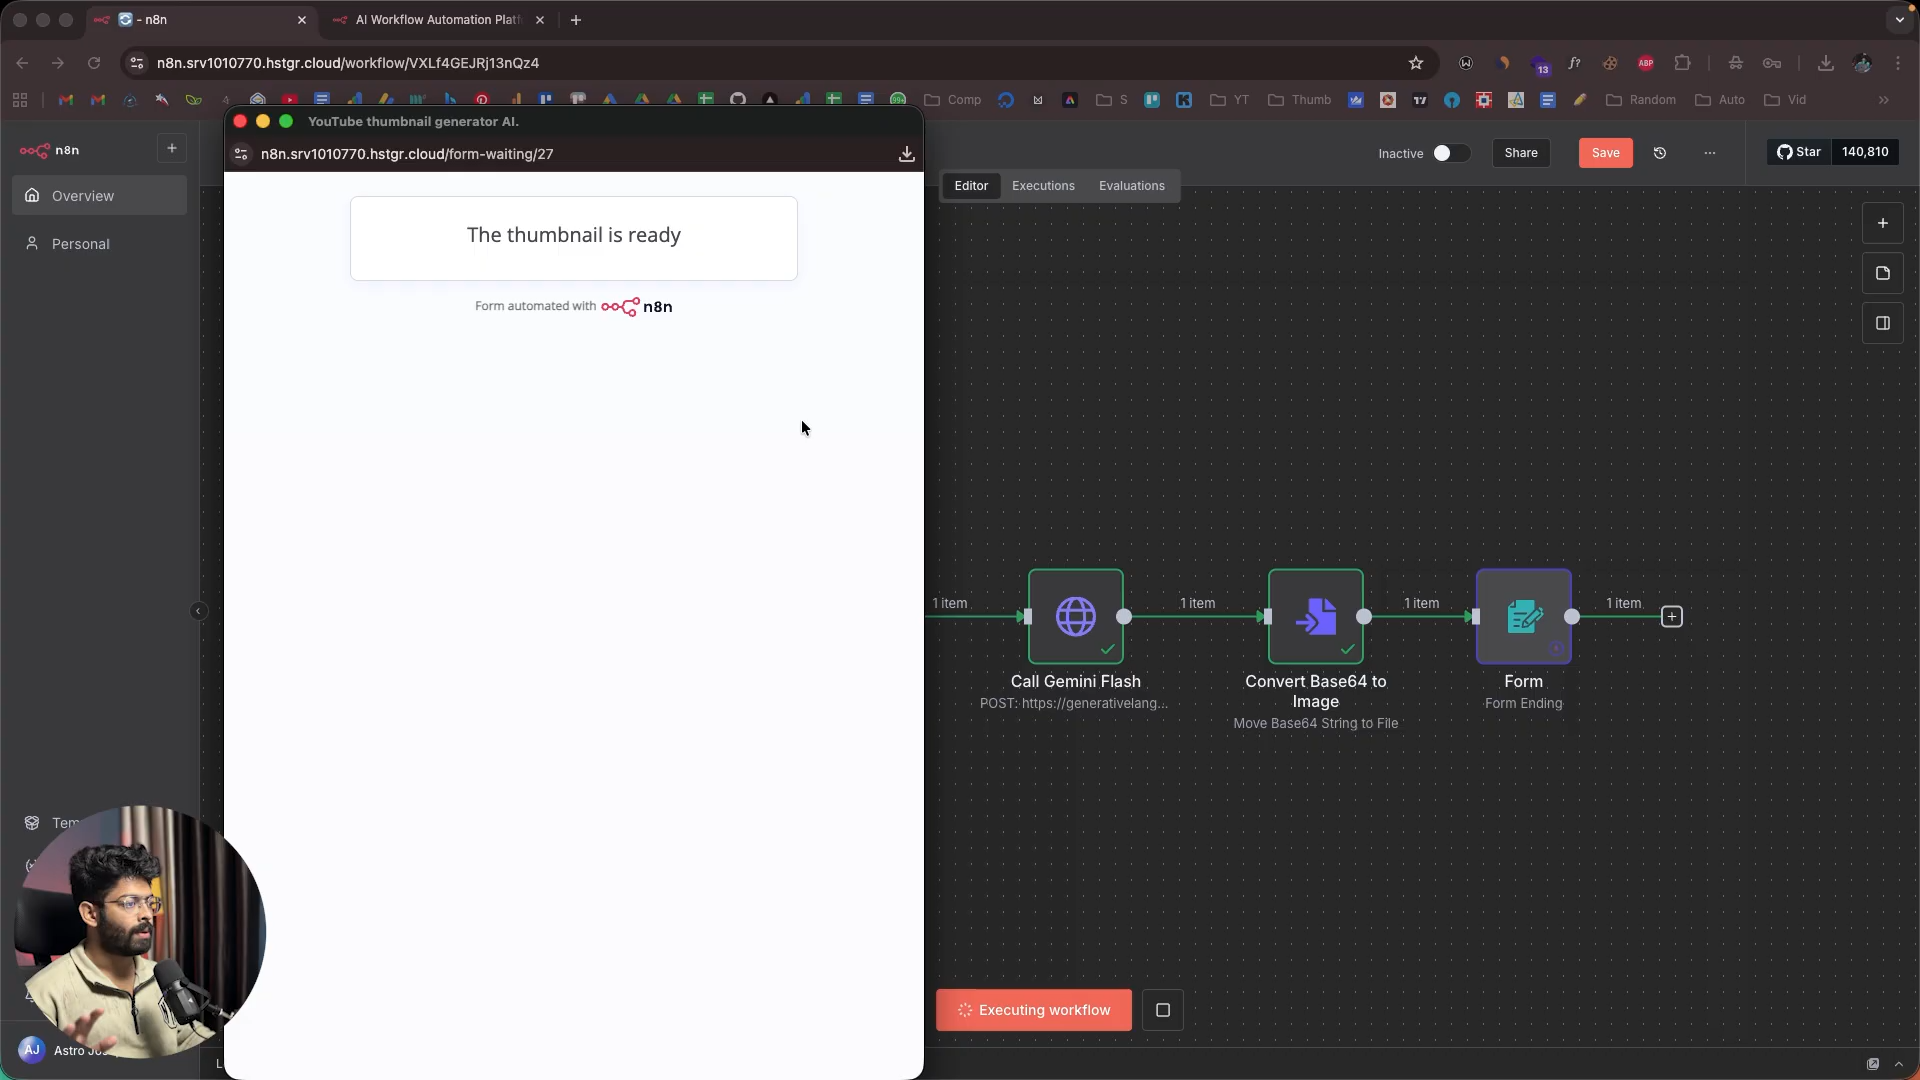 - n8n
AI Workflow Automation Platf
n8n.srv1010770.hstgr.cloud/workflow/VXLf4GEJRj13nQz4
13
ABP
99+
Comp
S
YT
Thumb
Random
Auto
Vid
n8n
Overview
Personal
YouTube thumbnail generator AI.
n8n.srv1010770.hstgr.cloud/form-waiting/27
The thumbnail is ready
Form automated with n8n
Inactive
Share
Save
Star
140,810
Editor
Executions
Evaluations
1 item
1 item
1 item
1 item
Call Gemini Flash
POST: https://generativelang...
Convert Base64 to
Image
Move Base64 String to File
Form
Form Ending
Executing workflow
AJ